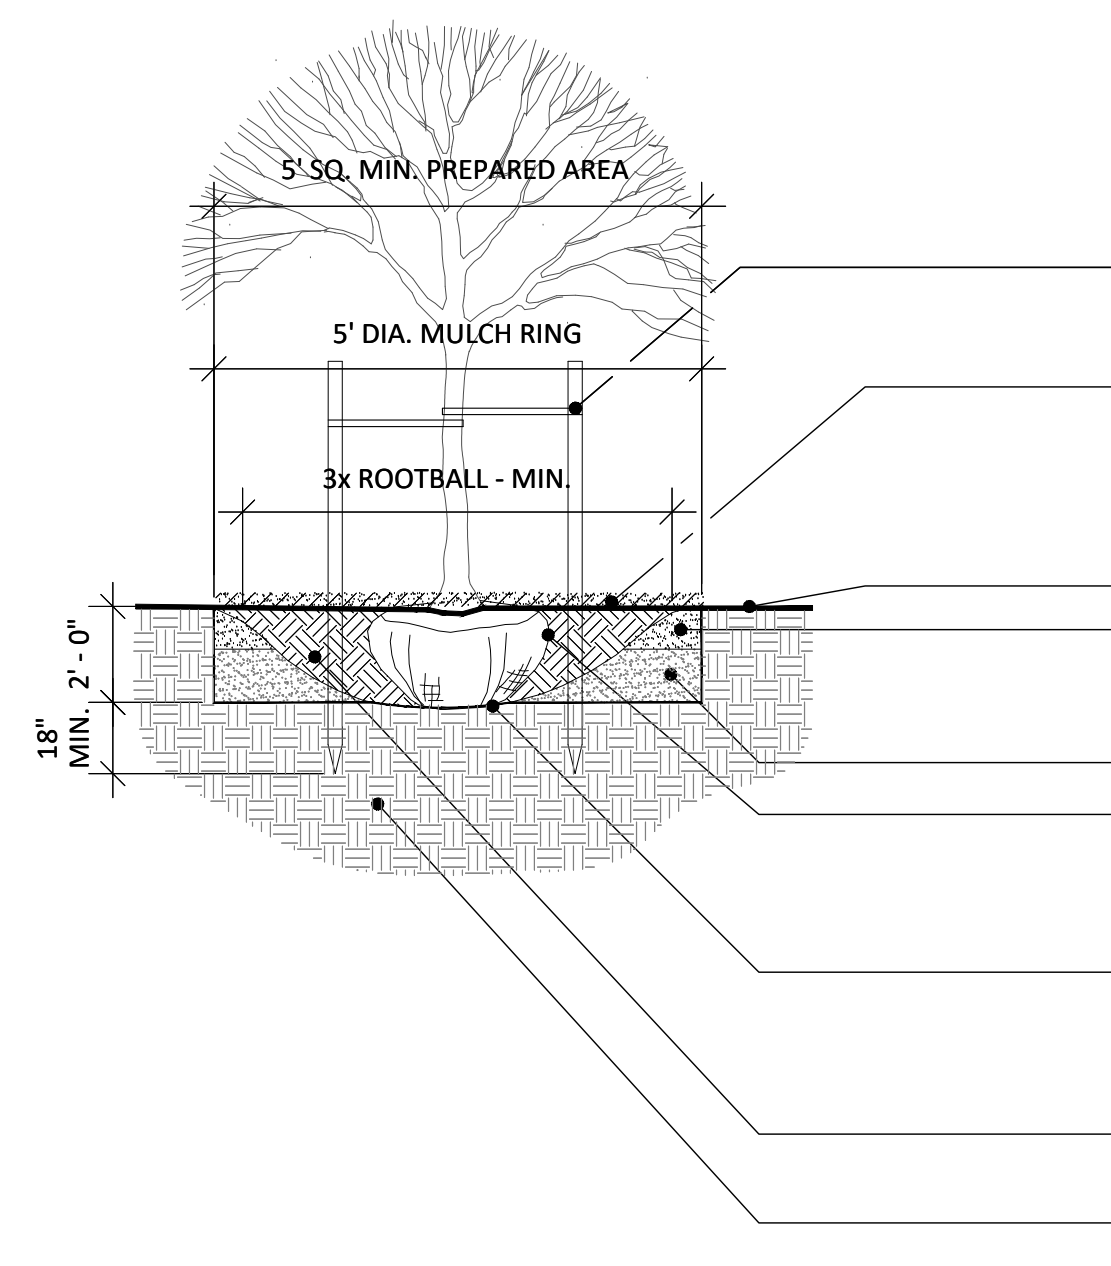 5' SQ. MIN. PREPARED AREA
5' DIA. MULCH RING
3x ROOTBALL - MIN.
2' - 0"
18"
MIN.